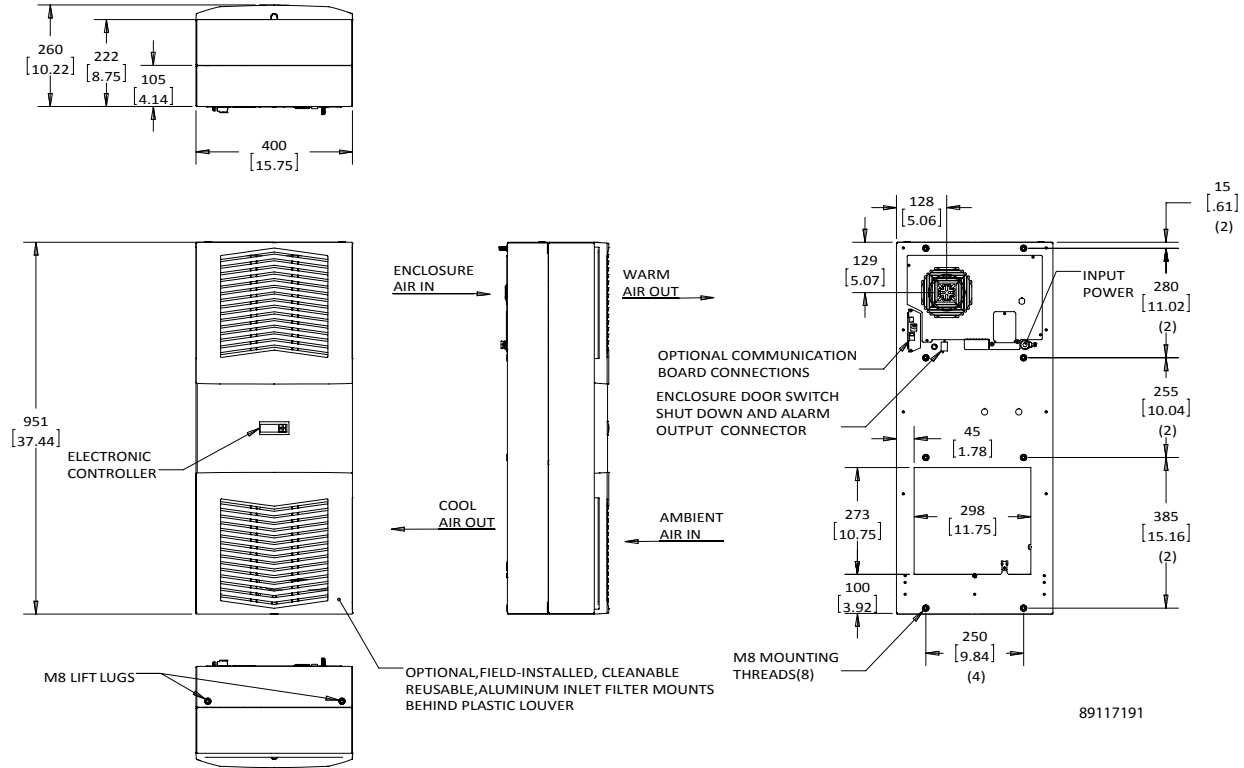 260
[10.22]
222
[8.75]
105
[4.14]
400
[15.75]
951
[37.44]
ELECTRONIC
CONTROLLER
ENCLOSURE
AIR IN
WARM
AIR OUT
COOL
AIR OUT
AMBIENT
AIR IN
128
[5.06]
129
[5.07]
15
[.61]
(2)
INPUT
POWER
280
[11.02]
(2)
OPTIONAL COMMUNICATION
BOARD CONNECTIONS
ENCLOSURE DOOR SWITCH
SHUT DOWN AND ALARM
OUTPUT CONNECTOR
255
[10.04]
(2)
45
[1.78]
273
[10.75]
298
[11.75]
385
[15.16]
(2)
100
[3.92]
250
[9.84]
(4)
M8 MOUNTING
THREADS(8)
M8 LIFT LUGS
OPTIONAL,FIELD-INSTALLED, CLEANABLE
REUSABLE,ALUMINUM INLET FILTER MOUNTS
BEHIND PLASTIC LOUVER
89117191